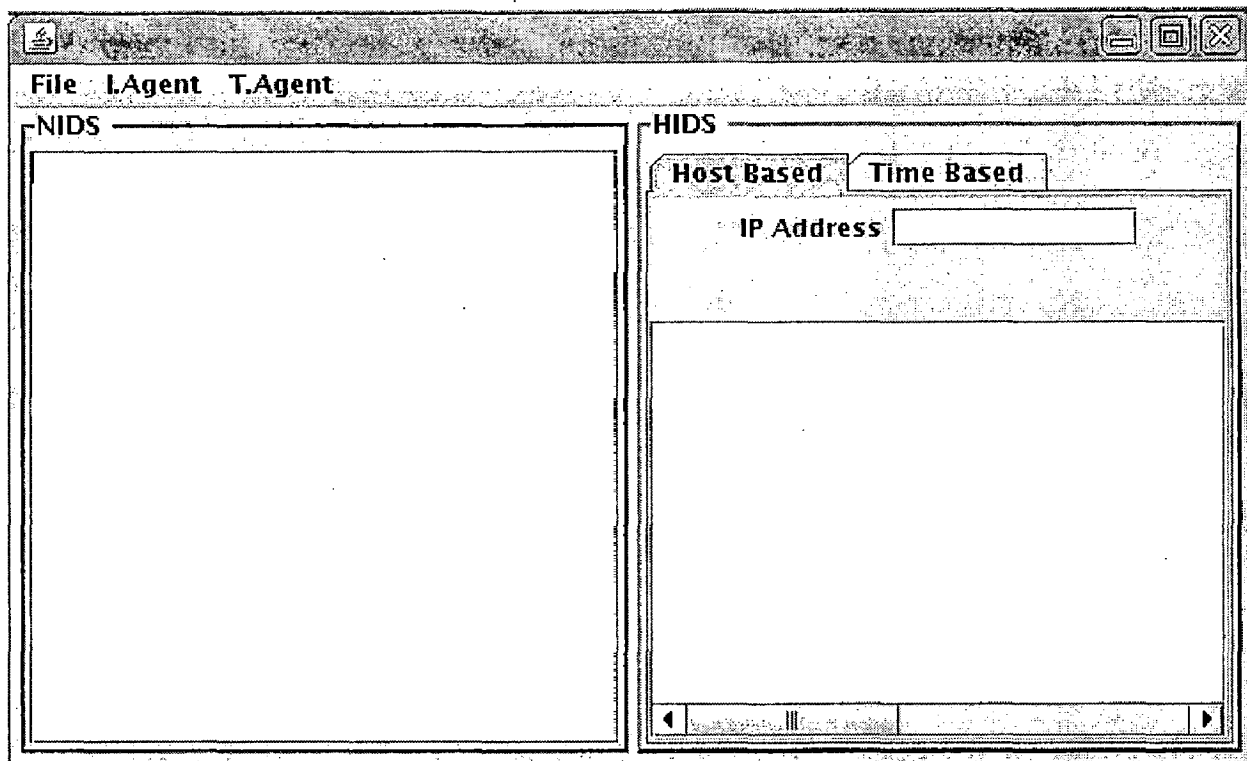 File I.Agent T.Agent
NIDS
HIDS
Host Based Time Based
IP Address